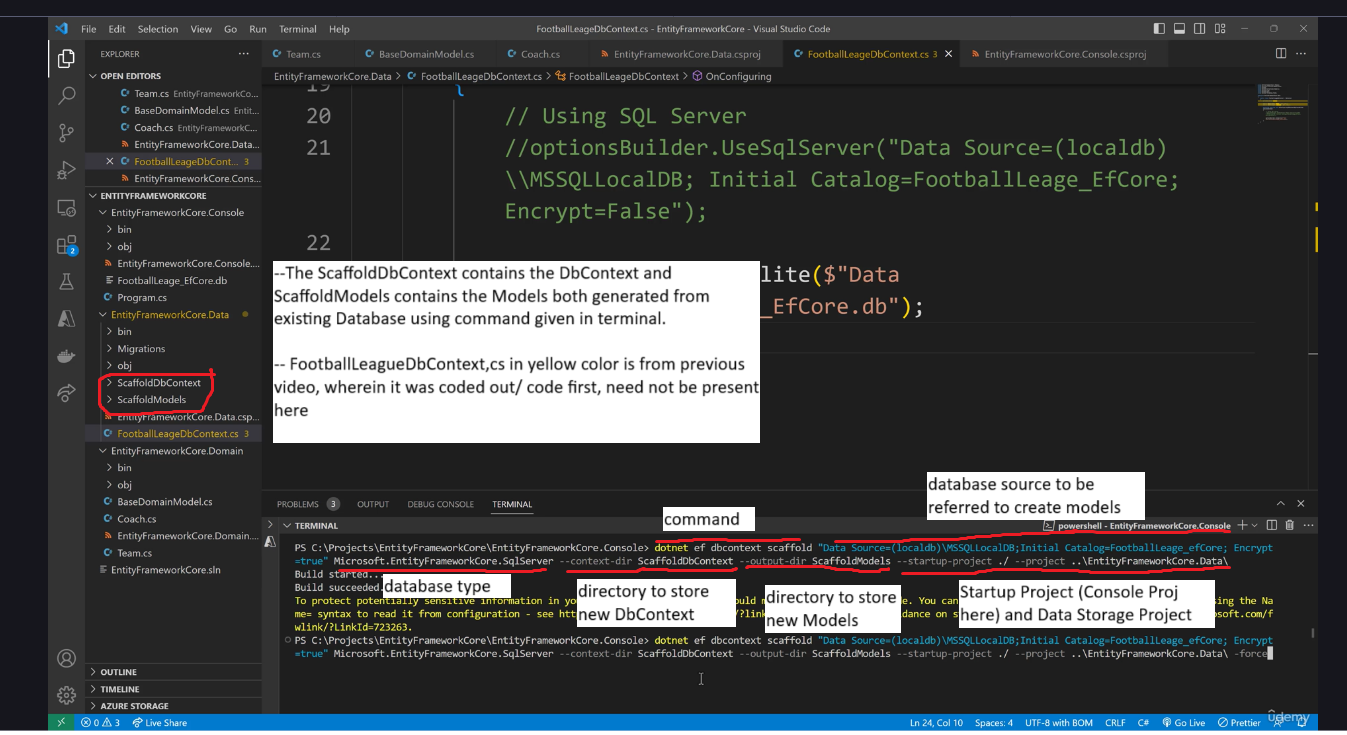 File Edit Selection View Go Run Terminal Help
FootballLeageDbContext.cs - EntityFrameworkCore - Visual Studio Code
EXPLORER
Team.cs
BaseDomainModel.cs
Coach.cs
EntityFrameworkCore.Data.csproj
FootballLeageDbContext.cs 3
EntityFrameworkCore.Console.csproj
OPEN EDITORS
Team.cs EntityFrameworkCo...
BaseDomainModel.cs Entit...
Coach.cs EntityFrameworkC...
EntityFrameworkCore.Data...
FootballLeageDbCont... 3
EntityFrameworkCore.Cons...
ENTITYFRAMEWORKCORE
EntityFrameworkCore.Console
bin
obj
EntityFrameworkCore.Console....
FootballLeage_EfCore.db
Program.cs
EntityFrameworkCore.Data
bin
Migrations
obj
ScaffoldDbContext
ScaffoldModels
EntityFrameworkCore.Data.csp...
FootballLeageDbContext.cs 3
EntityFrameworkCore.Domain
bin
obj
BaseDomainModel.cs
Coach.cs
EntityFrameworkCore.Domain....
Team.cs
EntityFrameworkCore.sln
OUTLINE
TIMELINE
AZURE STORAGE
2
EntityFrameworkCore.Data > FootballLeageDbContext.cs > FootballLeageDbContext > OnConfiguring
19 {
20 // Using SQL Server
21 //optionsBuilder.UseSqlServer("Data Source=(localdb)
\\MSSQLLocalDB; Initial Catalog=FootballLeage_EfCore;
Encrypt=False");
22
lite($"Data
_EfCore.db");
--The ScaffoldDbContext contains the DbContext and
ScaffoldModels contains the Models both generated from
existing Database using command given in terminal.
-- FootballLeagueDbContext,cs in yellow color is from previous
video, wherein it was coded out/ code first, need not be present
here
PROBLEMS 3 OUTPUT DEBUG CONSOLE TERMINAL
database source to be
referred to create models
command
TERMINAL
powershell - EntityFrameworkCore.Console
PS C:\Projects\EntityFrameworkCore\EntityFrameworkCore.Console> dotnet ef dbcontext scaffold "Data Source=(localdb)\MSSQLLocalDB;Initial Catalog=FootballLeage_efCore; Encrypt
=true" Microsoft.EntityFrameworkCore.SqlServer --context-dir ScaffoldDbContext --output-dir ScaffoldModels --startup-project ./ --project ..\EntityFrameworkCore.Data\
Build started...
Build succeeded.
database type
directory to store
new DbContext
directory to store
new Models
Startup Project (Console Proj
here) and Data Storage Project
To protect potentially sensitive information in yo
uld m
e. You can
sing the Na
me= syntax to read it from configuration - see htt
/?link
dance on s
osoft.com/f
wlink/?LinkId=723263.
PS C:\Projects\EntityFrameworkCore\EntityFrameworkCore.Console> dotnet ef dbcontext scaffold "Data Source=(localdb)\MSSQLLocalDB;Initial Catalog=FootballLeage_efCore; Encrypt
=true" Microsoft.EntityFrameworkCore.SqlServer --context-dir ScaffoldDbContext --output-dir ScaffoldModels --startup-project ./ --project ..\EntityFrameworkCore.Data\ -force
0 3 Live Share
Ln 24, Col 10 Spaces: 4 UTF-8 with BOM CRLF C# Go Live Prettier
ûdemy